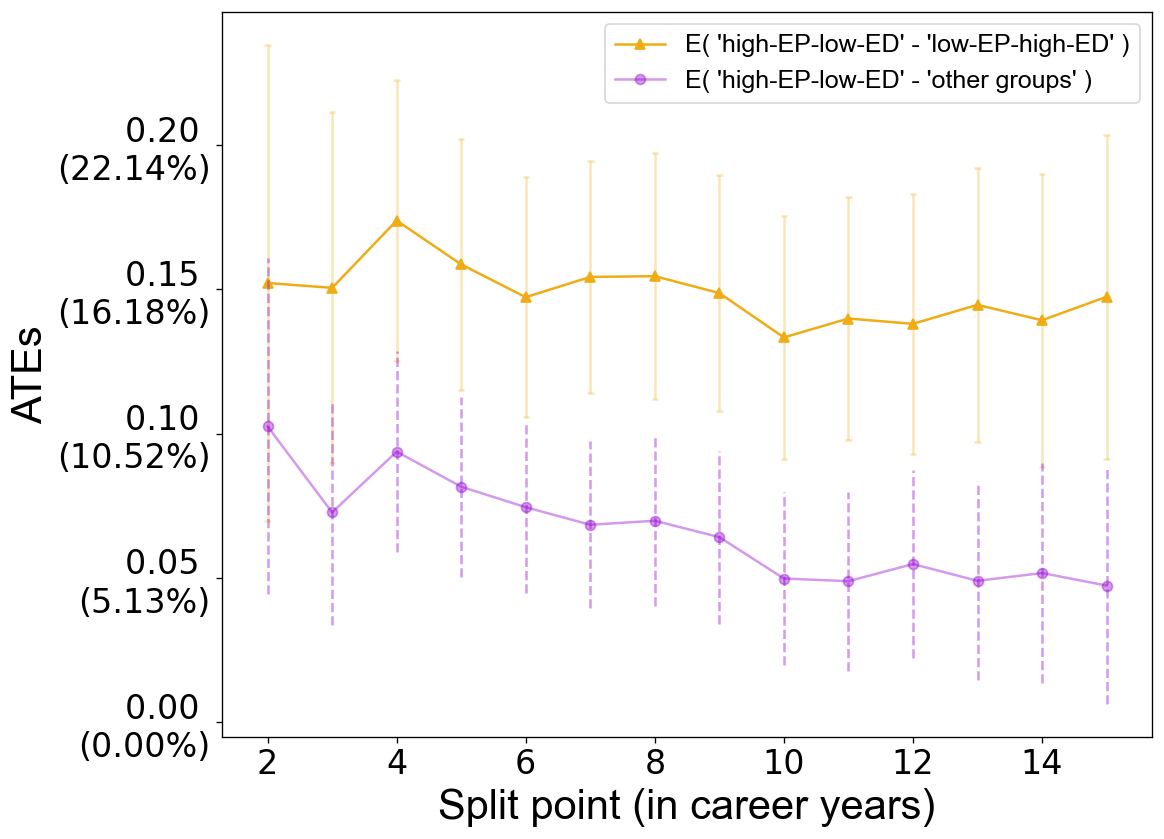 E( 'high-EP-low-ED' - 'low-EP-high-ED' )
E( 'high-EP-low-ED' - 'other groups' )
ATEs
0.20
(22.14%)
0.15
(16.18%)
0.10
(10.52%)
0.05
(5.13%)
0.00
(0.00%)
2 4 6 8 10 12 14
Split point (in career years)